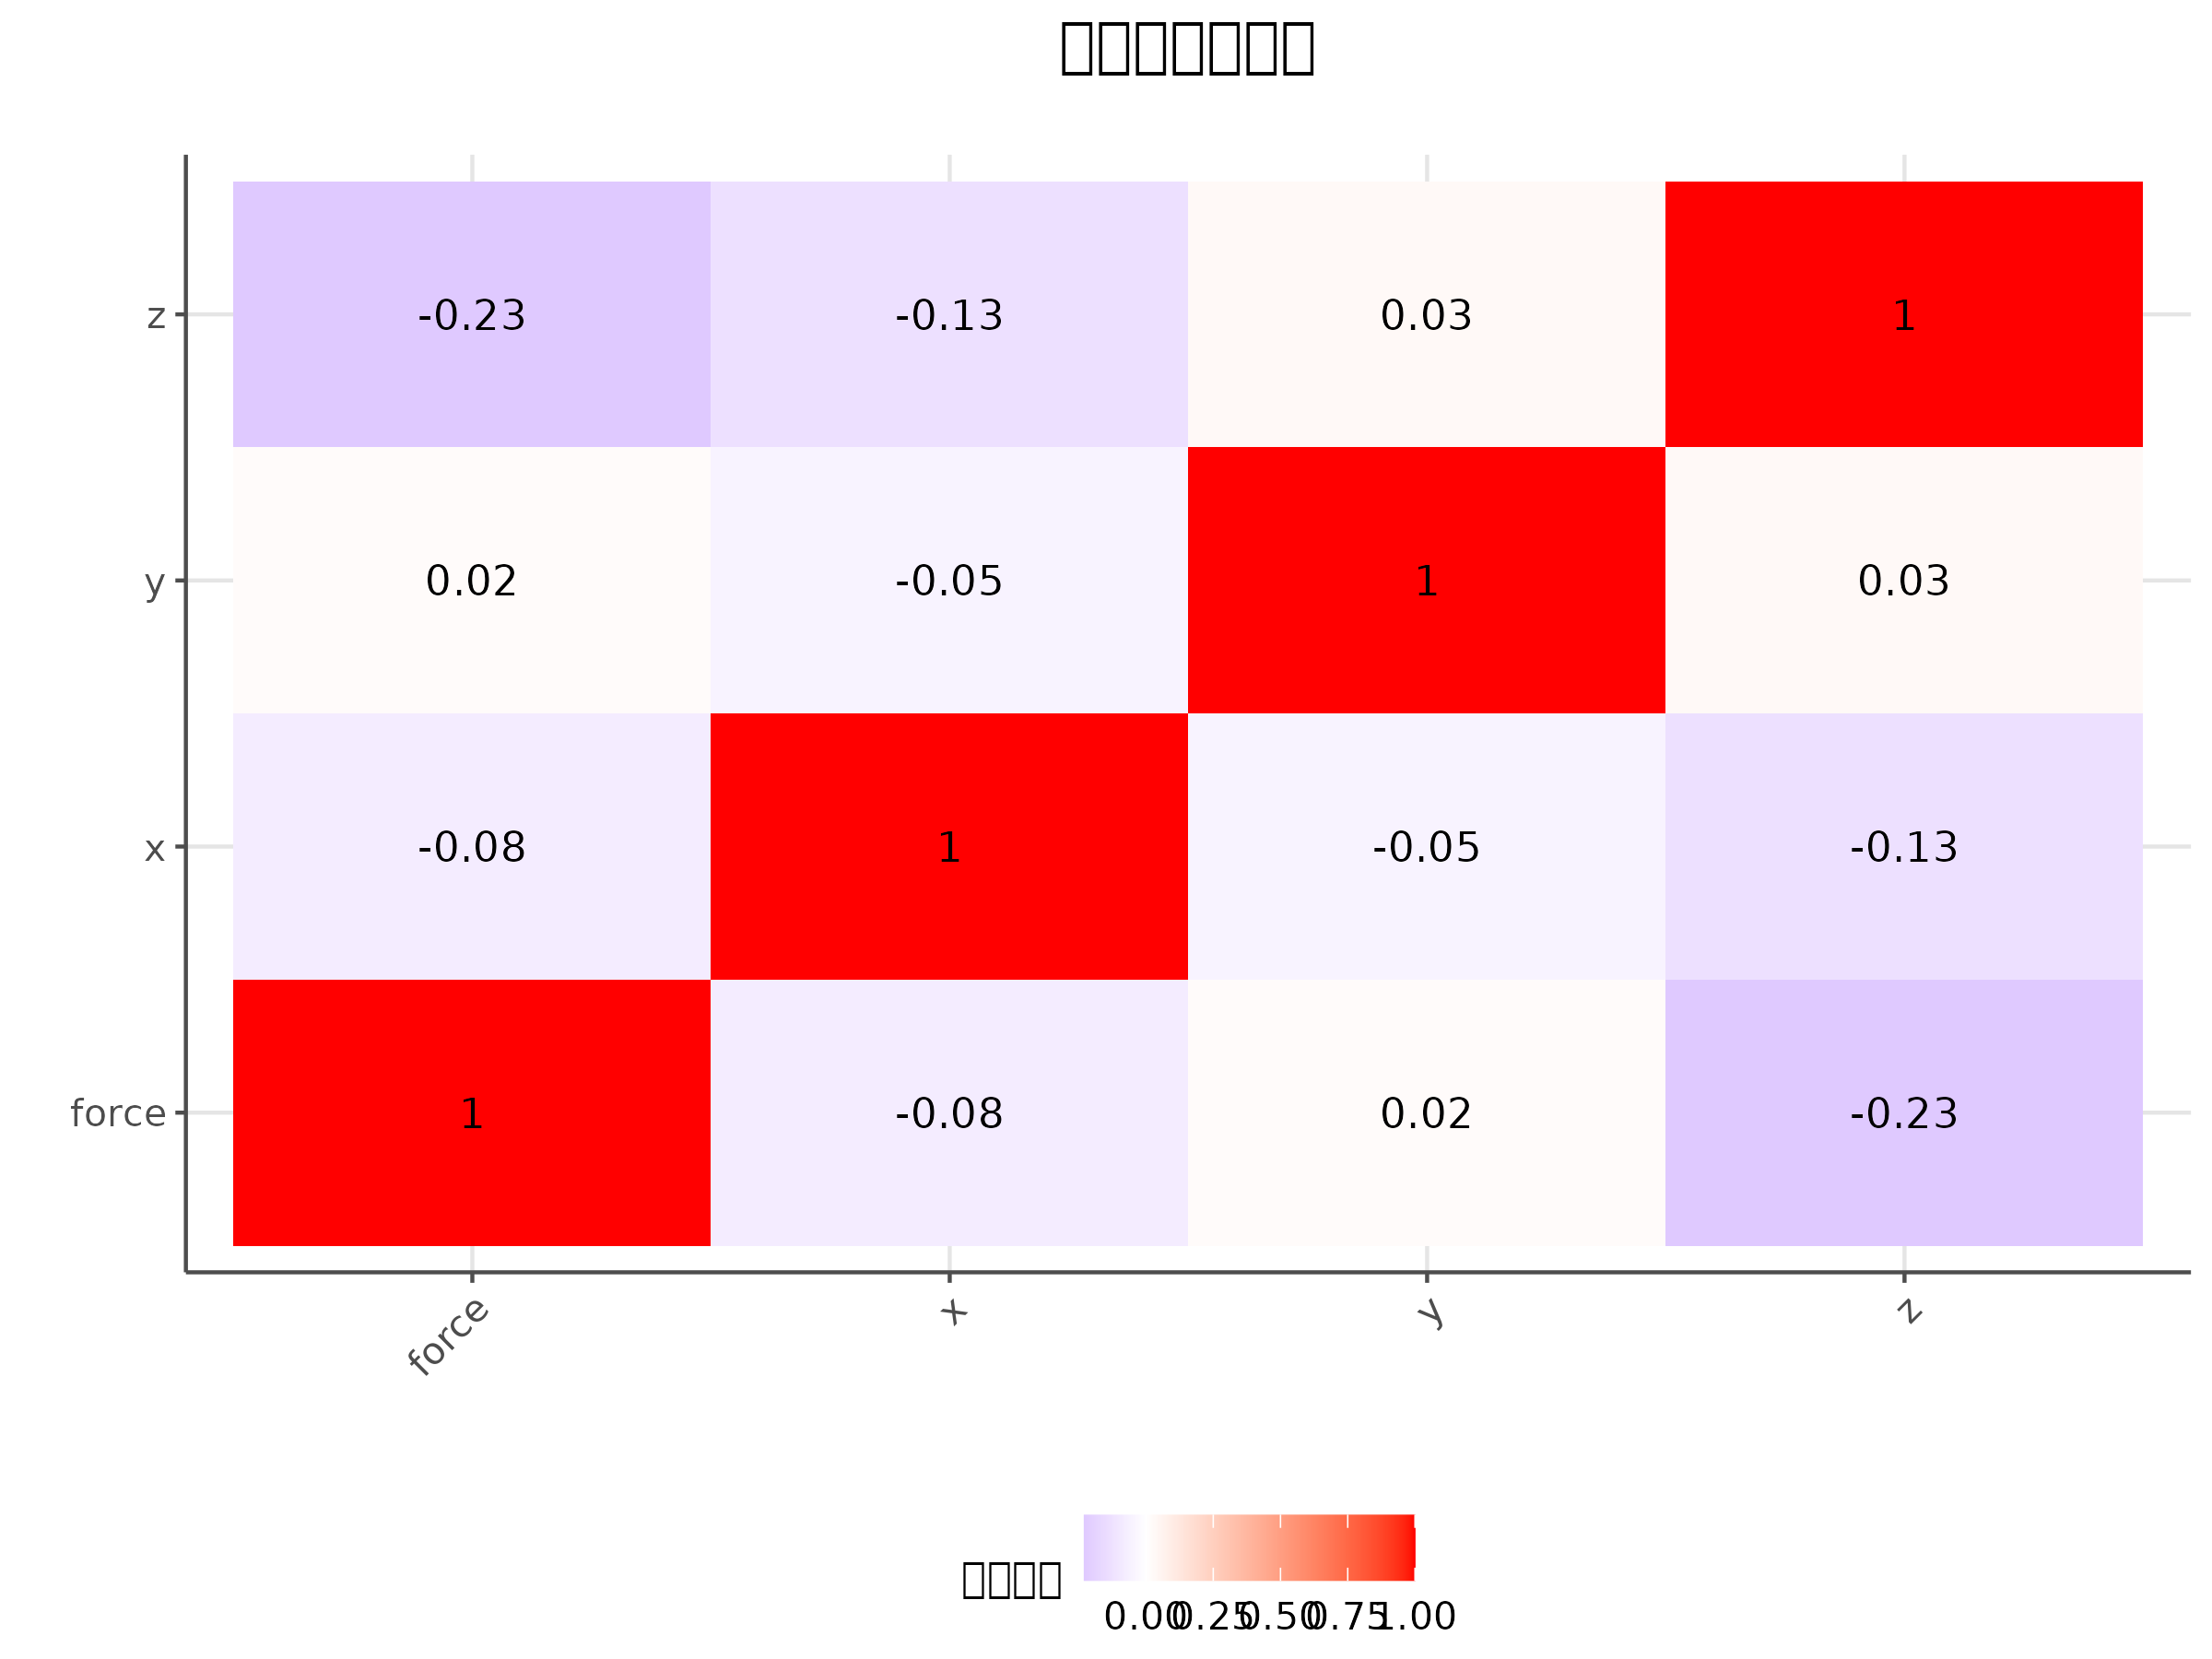 z -0.23 -0.13 0.03 1
y 0.02 -0.05 1 0.03
x -0.08 1 -0.05 -0.13
force 1 -0.08 0.02 -0.23
force x y z
0.00 0.25 0.50 0.75 1.00